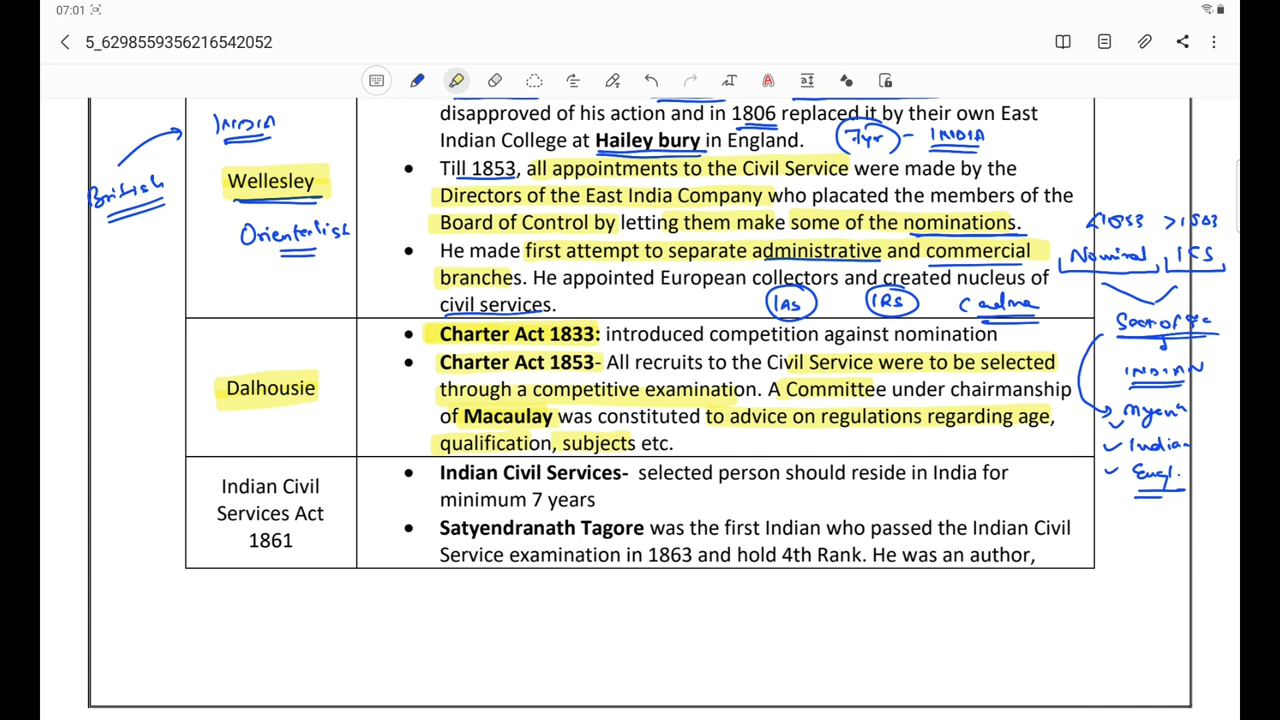 07:01
5_6298559356216542052
disapproved of his action and in 1806 replaced it by their own East
Indian College at Hailey bury in England.
7yr - INDIA
INDIA
British
Wellesley
Orientelish
• Till 1853, all appointments to the Civil Service were made by the
Directors of the East India Company who placated the members of the
Board of Control by letting them make some of the nominations.
• He made first attempt to separate administrative and commercial
branches. He appointed European collectors and created nucleus of
civil services.
IAS IRS
<1853 >1853
ICS
INDIAN
Indian
Engl.
Dalhousie
• Charter Act 1833: introduced competition against nomination
• Charter Act 1853- All recruits to the Civil Service were to be selected
through a competitive examination. A Committee under chairmanship
of Macaulay was constituted to advice on regulations regarding age,
qualification, subjects etc.
Indian Civil
Services Act
1861
• Indian Civil Services- selected person should reside in India for
minimum 7 years
• Satyendranath Tagore was the first Indian who passed the Indian Civil
Service examination in 1863 and hold 4th Rank. He was an author,